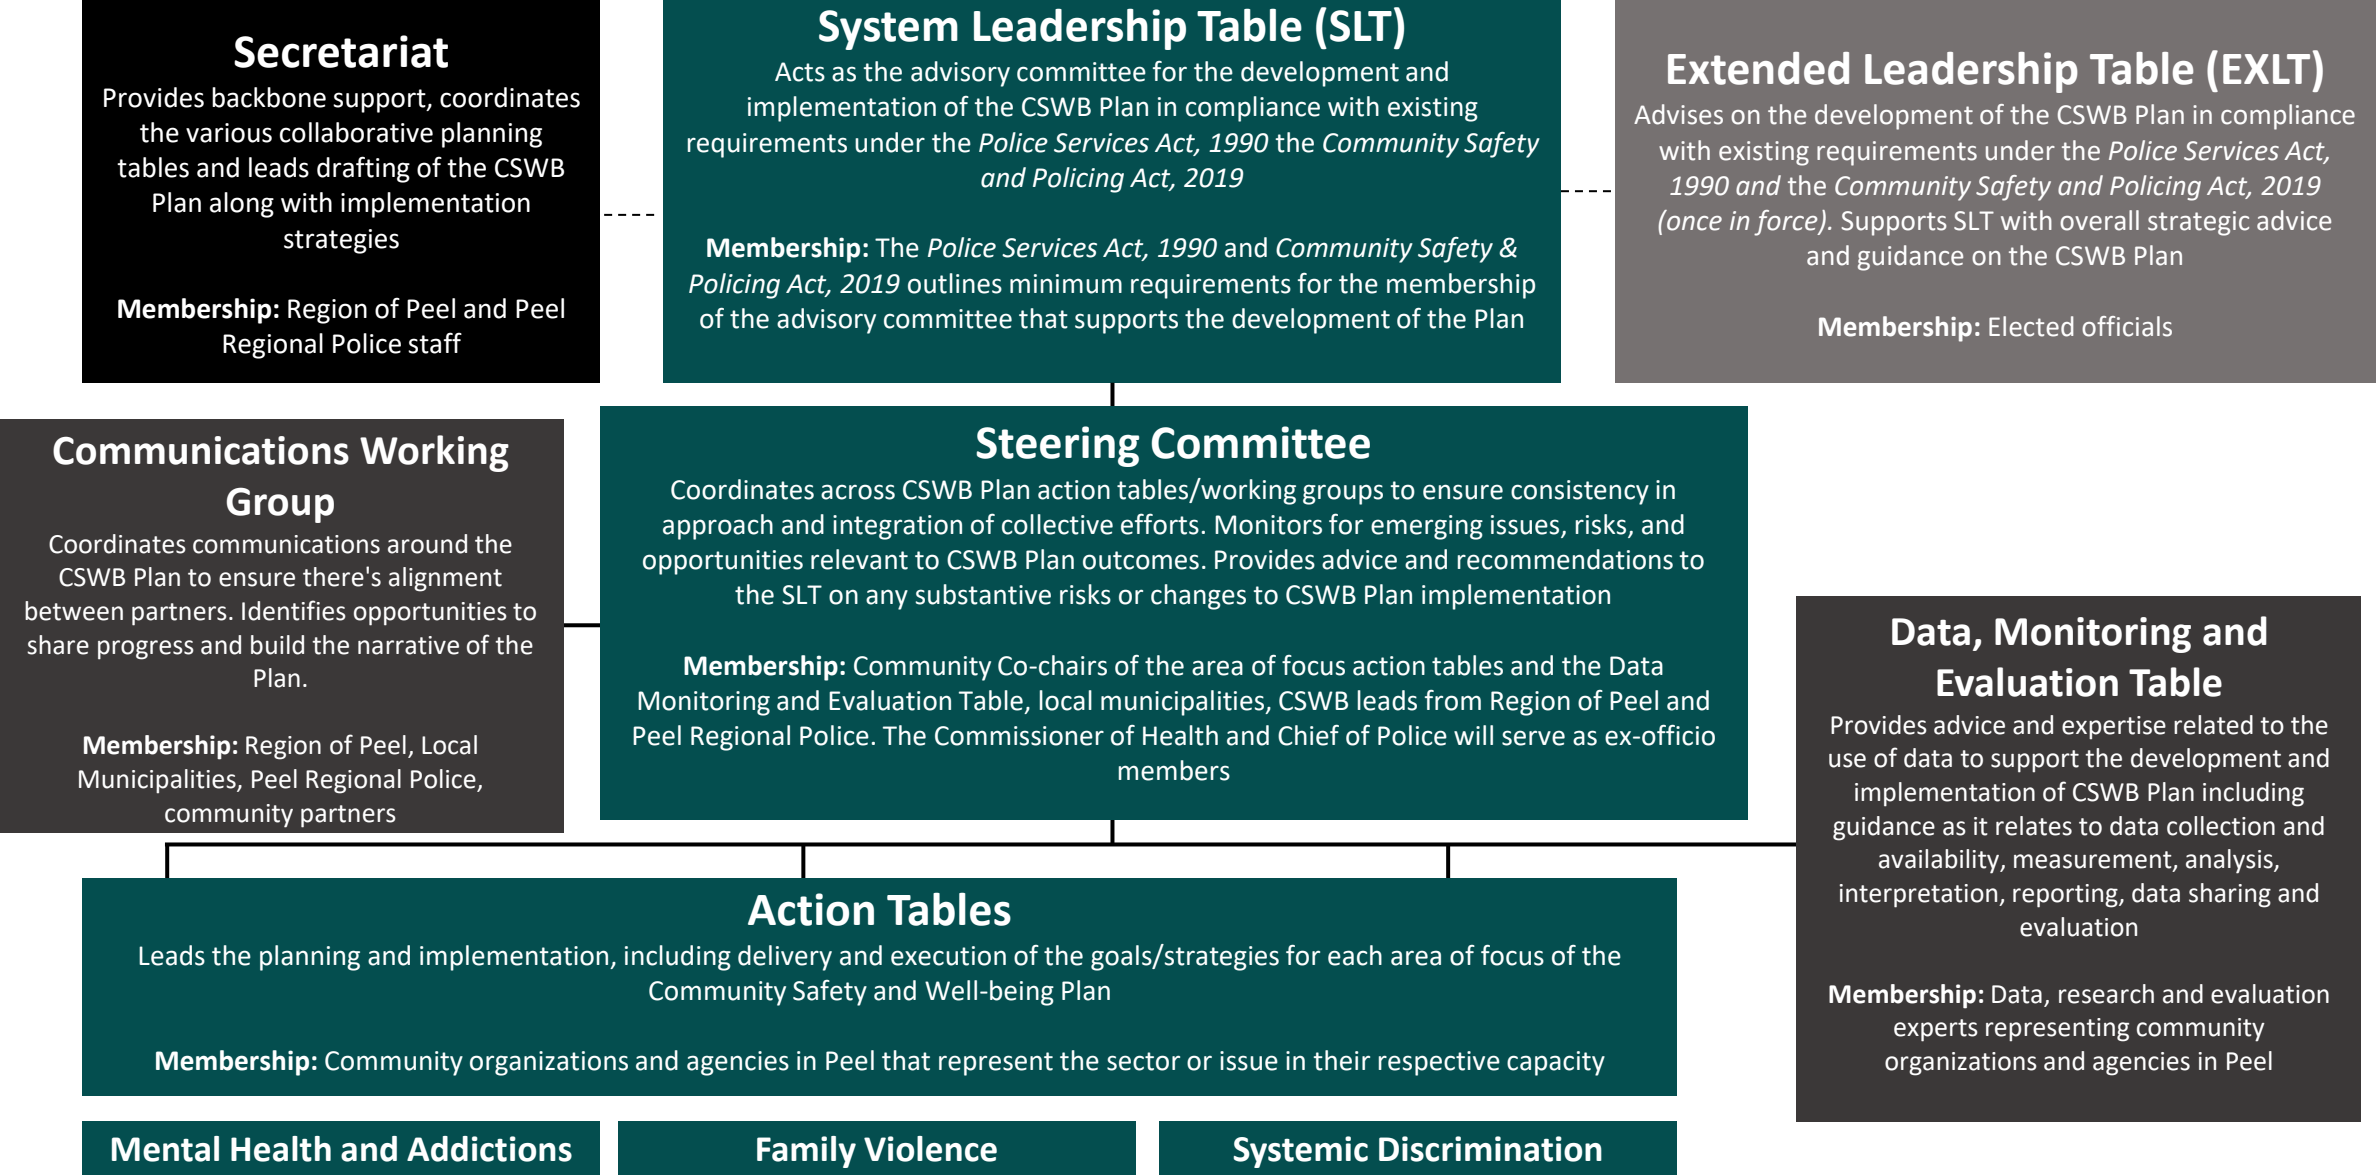 Secretariat
Provides backbone support, coordinates
the various collaborative planning
tables and leads drafting of the CSWB
Plan along with implementation
strategies
Membership: Region of Peel and Peel
Regional Police staff
System Leadership Table (SLT)
Acts as the advisory committee for the development and
implementation of the CSWB Plan in compliance with existing
requirements under the Police Services Act, 1990 the Community Safety
and Policing Act, 2019
Membership: The Police Services Act, 1990 and Community Safety &
Policing Act, 2019 outlines minimum requirements for the membership
of the advisory committee that supports the development of the Plan
Extended Leadership Table (EXLT)
Advises on the development of the CSWB Plan in compliance
with existing requirements under the Police Services Act,
1990 and the Community Safety and Policing Act, 2019
(once in force). Supports SLT with overall strategic advice
and guidance on the CSWB Plan
Membership: Elected officials
Communications Working
Group
Coordinates communications around the
CSWB Plan to ensure there's alignment
between partners. Identifies opportunities to
share progress and build the narrative of the
Plan.
Membership: Region of Peel, Local
Municipalities, Peel Regional Police,
community partners
Steering Committee
Coordinates across CSWB Plan action tables/working groups to ensure consistency in
approach and integration of collective efforts. Monitors for emerging issues, risks, and
opportunities relevant to CSWB Plan outcomes. Provides advice and recommendations to
the SLT on any substantive risks or changes to CSWB Plan implementation
Membership: Community Co-chairs of the area of focus action tables and the Data
Monitoring and Evaluation Table, local municipalities, CSWB leads from Region of Peel and
Peel Regional Police. The Commissioner of Health and Chief of Police will serve as ex-officio
members
Data, Monitoring and
Evaluation Table
Provides advice and expertise related to the
use of data to support the development and
implementation of CSWB Plan including
guidance as it relates to data collection and
availability, measurement, analysis,
interpretation, reporting, data sharing and
evaluation
Membership: Data, research and evaluation
experts representing community
organizations and agencies in Peel
Action Tables
Leads the planning and implementation, including delivery and execution of the goals/strategies for each area of focus of the
Community Safety and Well-being Plan
Membership: Community organizations and agencies in Peel that represent the sector or issue in their respective capacity
Mental Health and Addictions
Family Violence
Systemic Discrimination